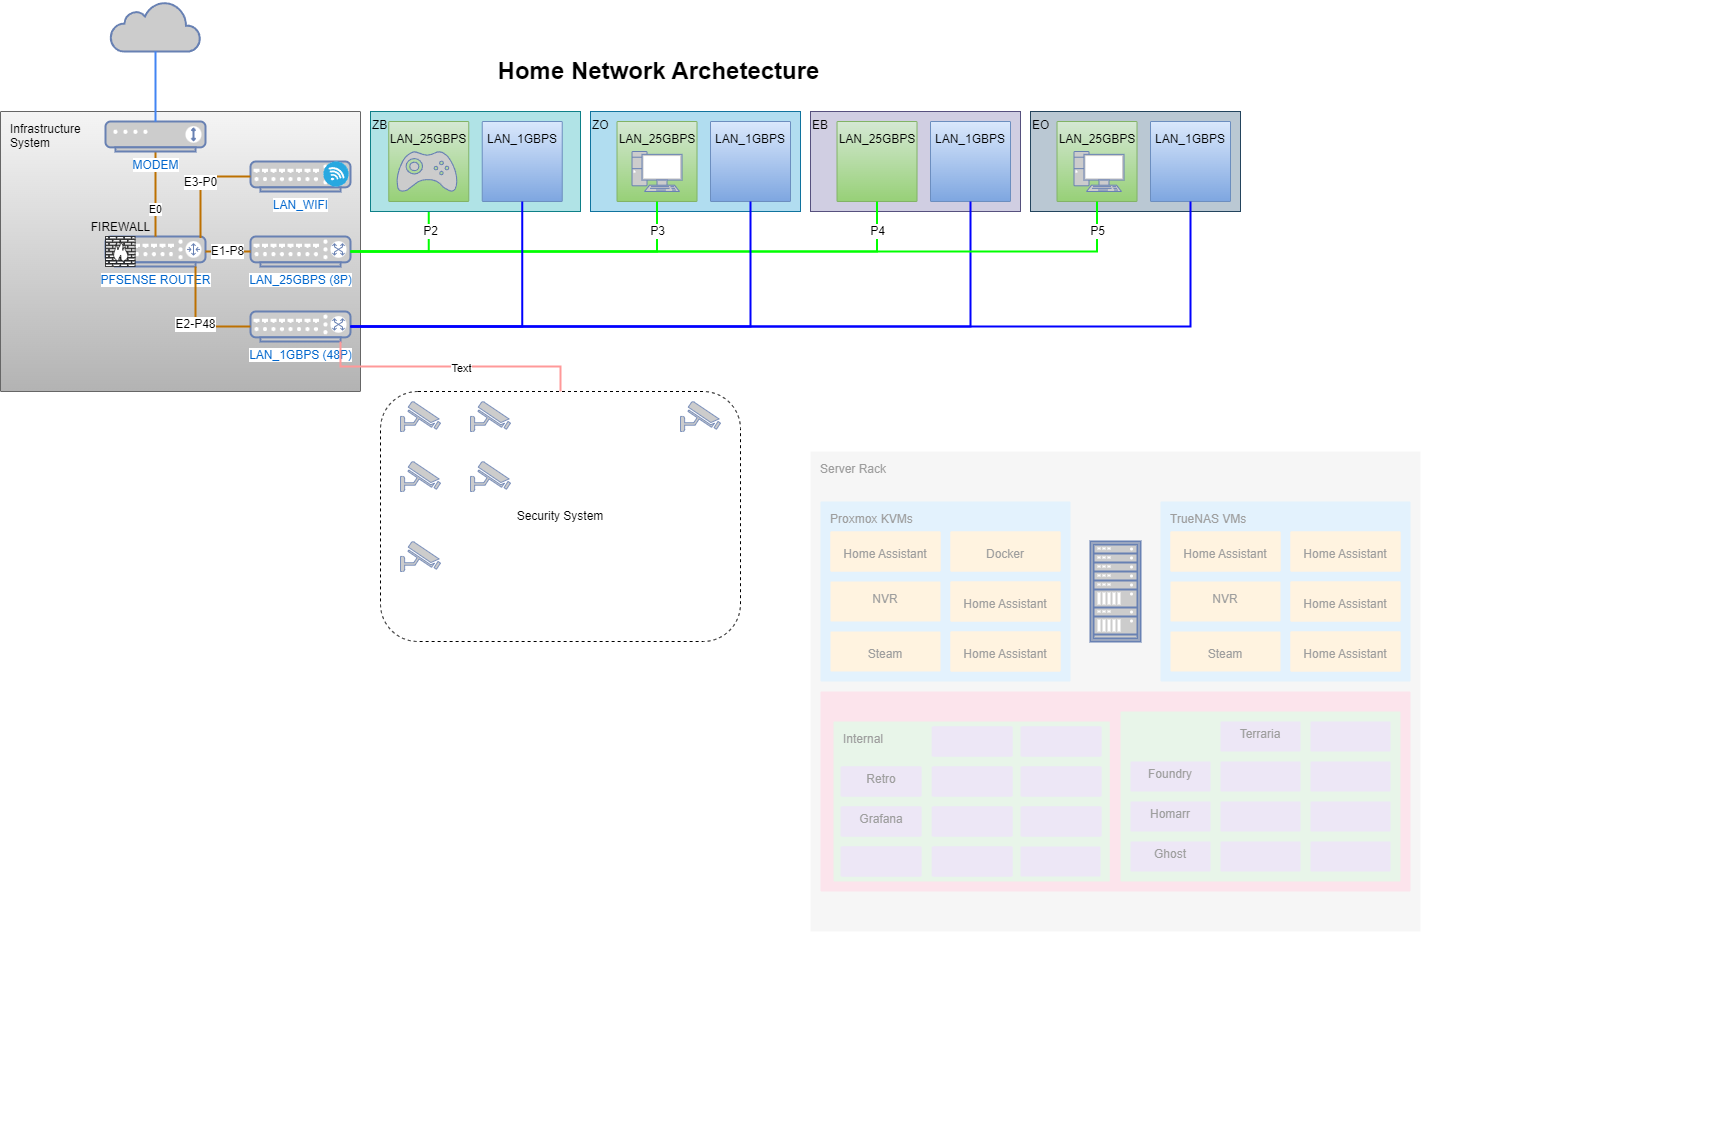 Home Network Archetecture
Infrastructure
System
MODEM
E3-P0
LAN_WIFI
E0
FIREWALL
E1-P8
PFSENSE ROUTER
LAN_25GBPS (8P)
E2-P48
LAN_1GBPS (48P)
ZB
LAN_25GBPS
LAN_1GBPS
ZO
LAN_25GBPS
LAN_1GBPS
EB
LAN_25GBPS
LAN_1GBPS
EO
LAN_25GBPS
LAN_1GBPS
P2
P3
P4
P5
Text
Security System
Server Rack
Proxmox KVMs
Home Assistant
Docker
NVR
Home Assistant
Steam
Home Assistant
TrueNAS VMs
Home Assistant
Home Assistant
NVR
Home Assistant
Steam
Home Assistant
Internal
Retro
Grafana
Terraria
Foundry
Homarr
Ghost